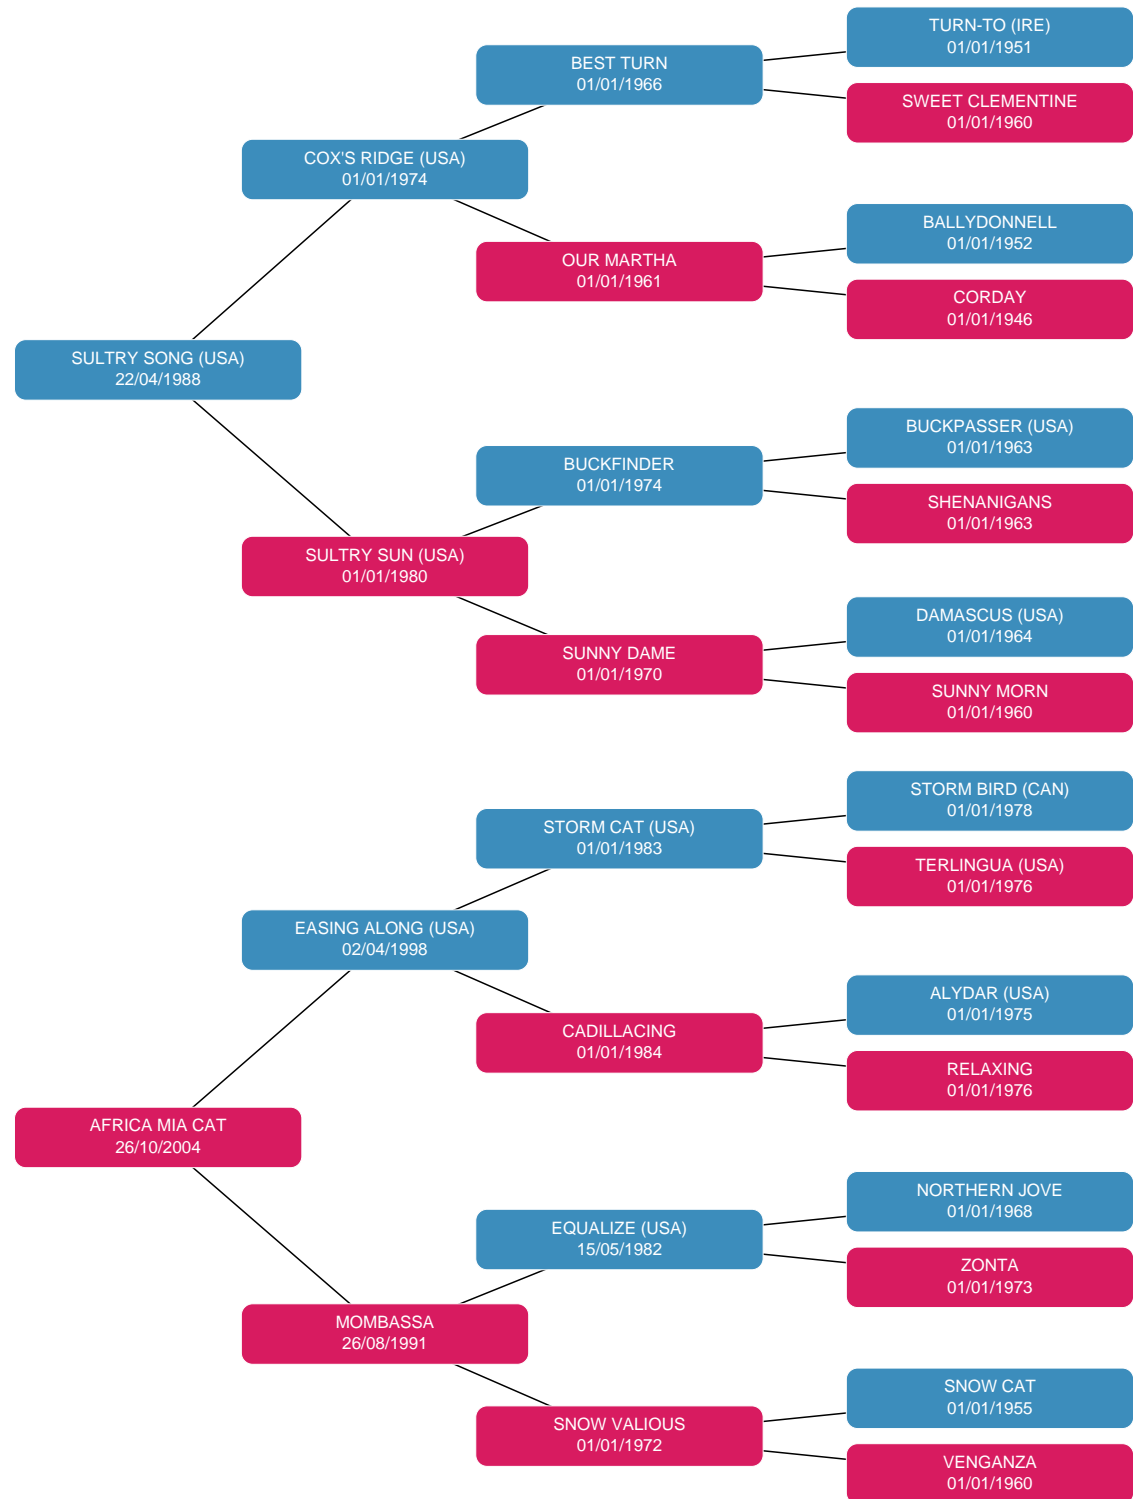 TURN-TO (IRE)
01/01/1951
BEST TURN
01/01/1966
SWEET CLEMENTINE
01/01/1960
COX'S RIDGE (USA)
01/01/1974
BALLYDONNELL
01/01/1952
OUR MARTHA
01/01/1961
CORDAY
01/01/1946
SULTRY SONG (USA)
22/04/1988
BUCKPASSER (USA)
01/01/1963
BUCKFINDER
01/01/1974
SHENANIGANS
01/01/1963
SULTRY SUN (USA)
01/01/1980
DAMASCUS (USA)
01/01/1964
SUNNY DAME
01/01/1970
SUNNY MORN
01/01/1960
STORM BIRD (CAN)
01/01/1978
STORM CAT (USA)
01/01/1983
TERLINGUA (USA)
01/01/1976
EASING ALONG (USA)
02/04/1998
ALYDAR (USA)
01/01/1975
CADILLACING
01/01/1984
RELAXING
01/01/1976
AFRICA MIA CAT
26/10/2004
NORTHERN JOVE
01/01/1968
EQUALIZE (USA)
15/05/1982
ZONTA
01/01/1973
MOMBASSA
26/08/1991
SNOW CAT
01/01/1955
SNOW VALIOUS
01/01/1972
VENGANZA
01/01/1960